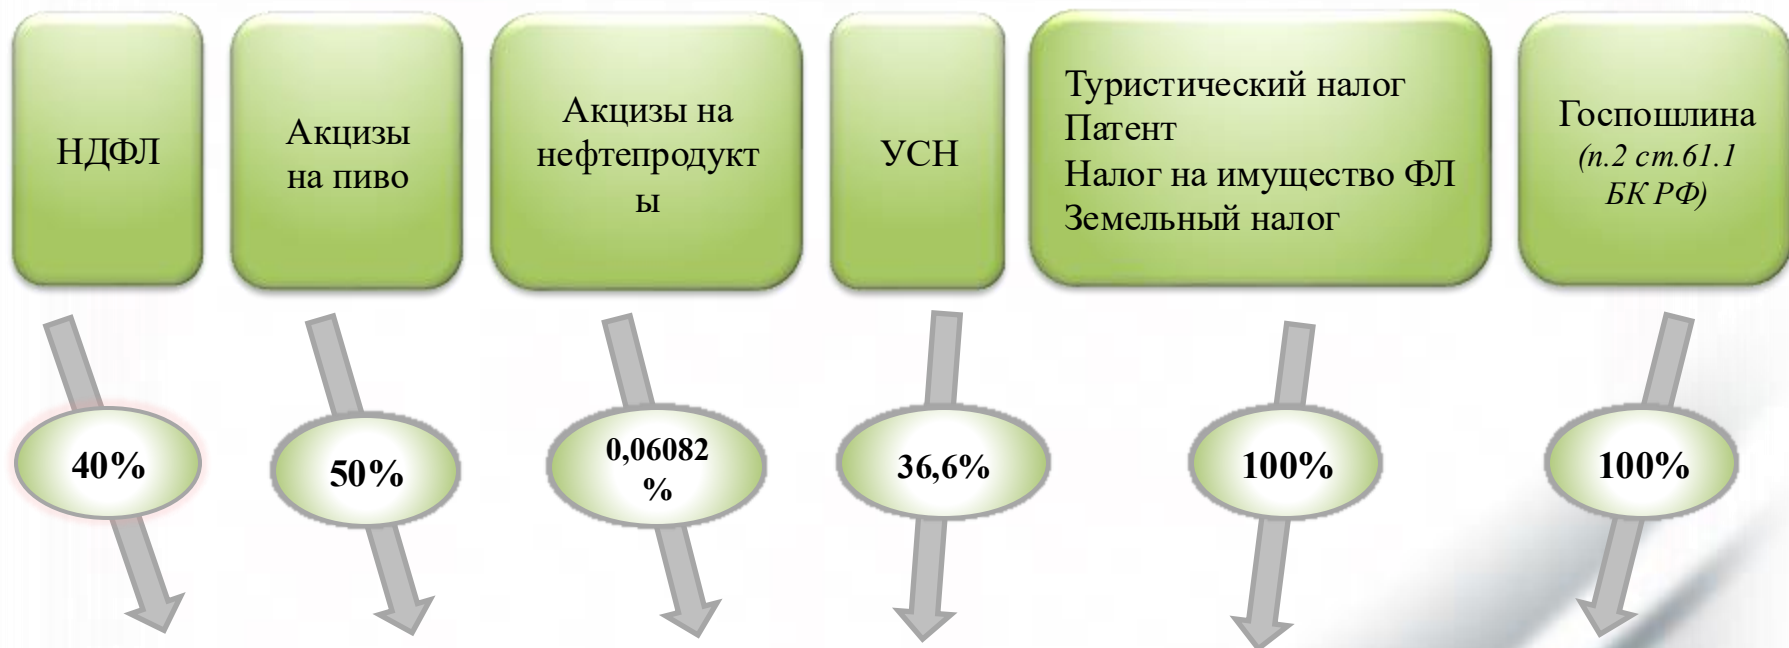 НДФЛ
Акцизы
на пиво
Акцизы на
нефтепродукт
ы
УСН
Туристический налог
Патент
Налог на имущество ФЛ
Земельный налог
Госпошлина
(п.2 ст.61.1
БК РФ)
40%
50%
0,06082
%
36,6%
100%
100%